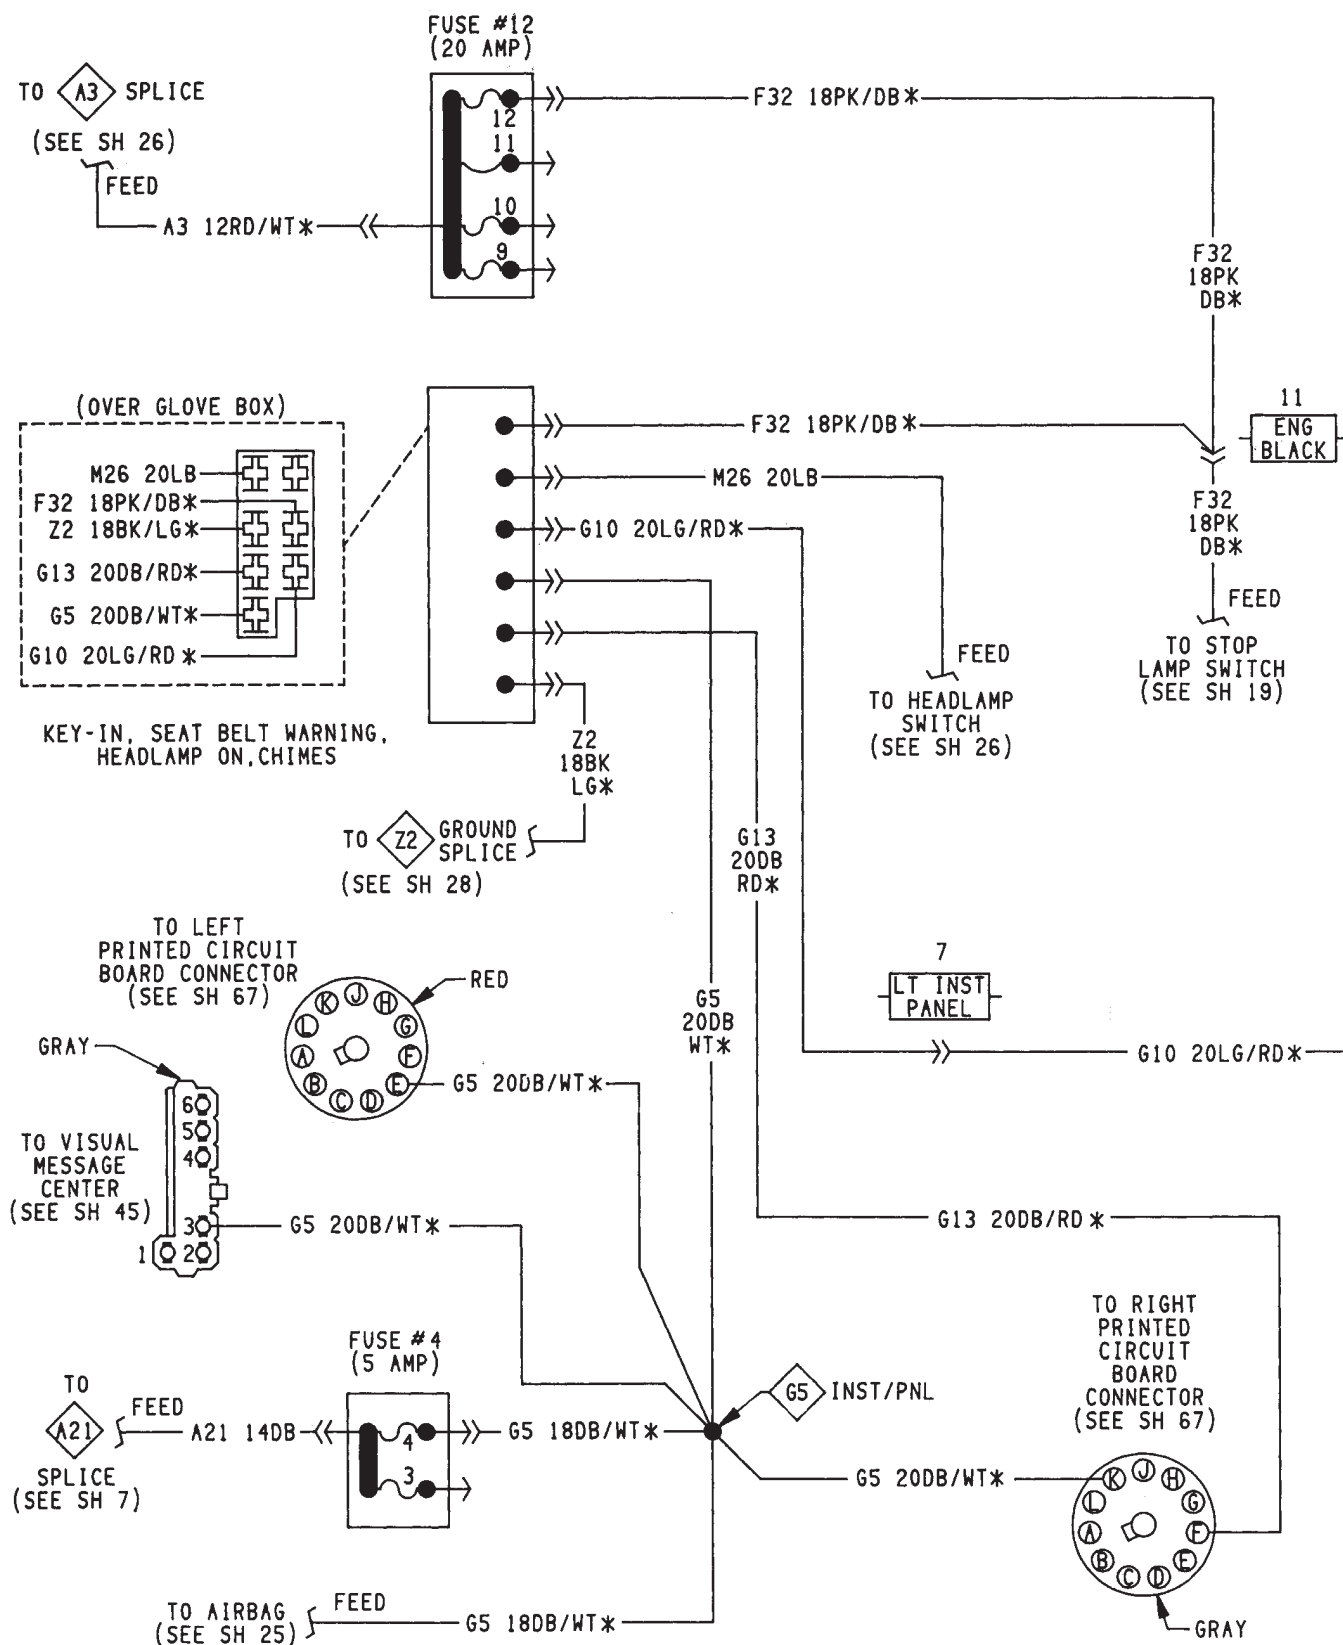 FUSE #12
(20 AMP)
TO A3 SPLICE
(SEE SH 26)
FEED
A3 12RD/WT*
12
11
10
9
F32 18PK/DB*
F32
18PK
DB*
(OVER GLOVE BOX)
M26 20LB
F32 18PK/DB*
Z2 18BK/LG*
G13 20DB/RD*
G5 20DB/WT*
G10 20LG/RD*
KEY-IN, SEAT BELT WARNING,
HEADLAMP ON,CHIMES
F32 18PK/DB*
M26 20LB
G10 20LG/RD*
11
ENG
BLACK
F32
18PK
DB*
FEED
TO STOP
LAMP SWITCH
(SEE SH 19)
FEED
TO HEADLAMP
SWITCH
(SEE SH 26)
Z2
18BK
LG*
TO Z2 GROUND
SPLICE
(SEE SH 28)
G13
20DB
RD*
G5
20DB
WT*
7
LT INST
PANEL
G10 20LG/RD*
TO LEFT
PRINTED CIRCUIT
BOARD CONNECTOR
(SEE SH 67)
RED
K J H
L G
A F
B E
C D
G5 20DB/WT*
GRAY
6
5
4
3
1 2
TO VISUAL
MESSAGE
CENTER
(SEE SH 45)
G5 20DB/WT*
G13 20DB/RD*
FUSE #4
(5 AMP)
TO
A21
SPLICE
(SEE SH 7)
FEED
A21 14DB
4
3
G5 18DB/WT*
G5 INST/PNL
TO RIGHT
PRINTED
CIRCUIT
BOARD
CONNECTOR
(SEE SH 67)
G5 20DB/WT*
K J H
L G
A F
B E
C D
GRAY
TO AIRBAG
(SEE SH 25)
FEED
G5 18DB/WT*